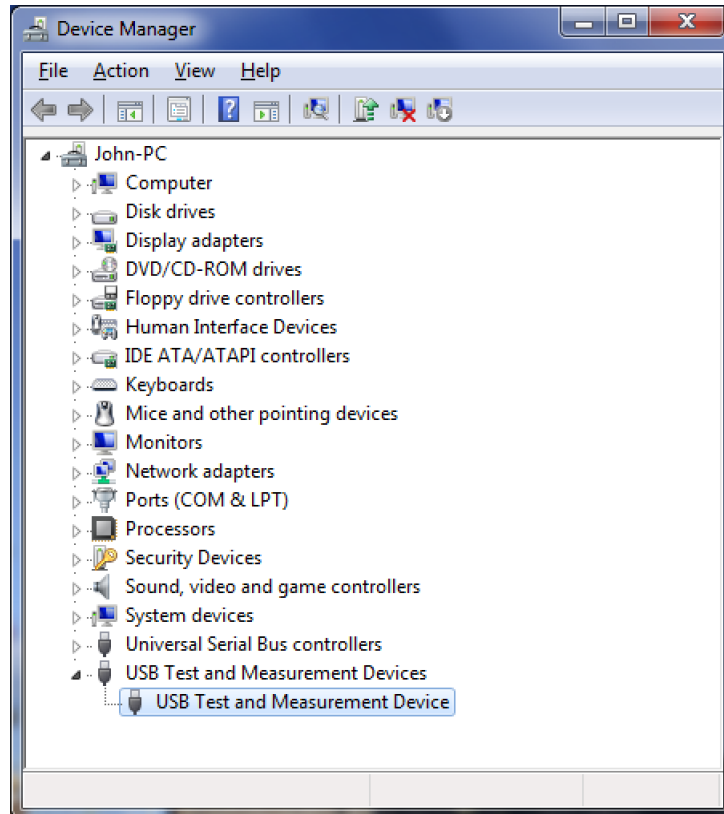 Device Manager
File Action View Help
John-PC
Computer
Disk drives
Display adapters
DVD/CD-ROM drives
Floppy drive controllers
Human Interface Devices
IDE ATA/ATAPI controllers
Keyboards
Mice and other pointing devices
Monitors
Network adapters
Ports (COM & LPT)
Processors
Security Devices
Sound, video and game controllers
System devices
Universal Serial Bus controllers
USB Test and Measurement Devices
USB Test and Measurement Device